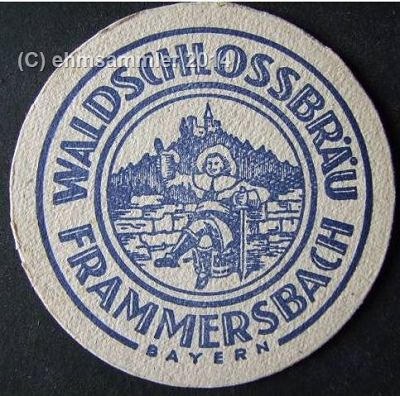 (C) ehmsammler 2014
WALDSCHLOSSBRÄU
FRAMMERSBACH
BAYERN